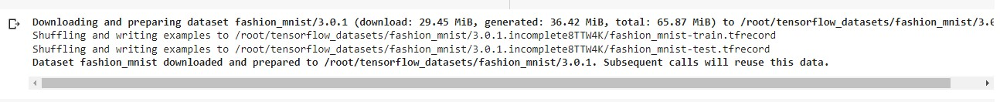 Downloading and preparing dataset fashion_mnist/3.0.1 (download: 29.45 MiB, generated: 36.42 MiB, total: 65.87 MiB) to /root/tensorflow_datasets/fashion_mnist/3.
Shuffling and writing examples to /root/tensorflow_datasets/fashion_mnist/3.0.1.incomplete8TTW4K/fashion_mnist-train.tfrecord
Shuffling and writing examples to /root/tensorflow_datasets/fashion_mnist/3.0.1.incomplete8TTW4K/fashion_mnist-test.tfrecord
Dataset fashion_mnist downloaded and prepared to /root/tensorflow_datasets/fashion_mnist/3.0.1. Subsequent calls will reuse this data.